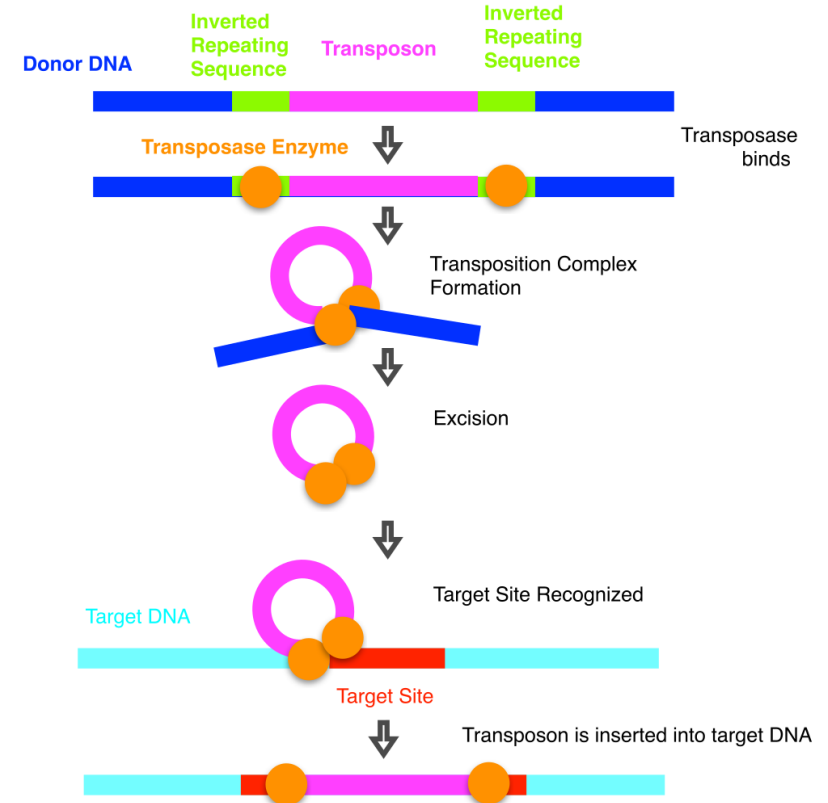 Inverted
Repeating
Sequence
Transposon
Inverted
Repeating
Sequence
Donor DNA
Transposase Enzyme
Transposase
binds
Transposition Complex
Formation
Excision
Target Site Recognized
Target DNA
Target Site
Transposon is inserted into target DNA